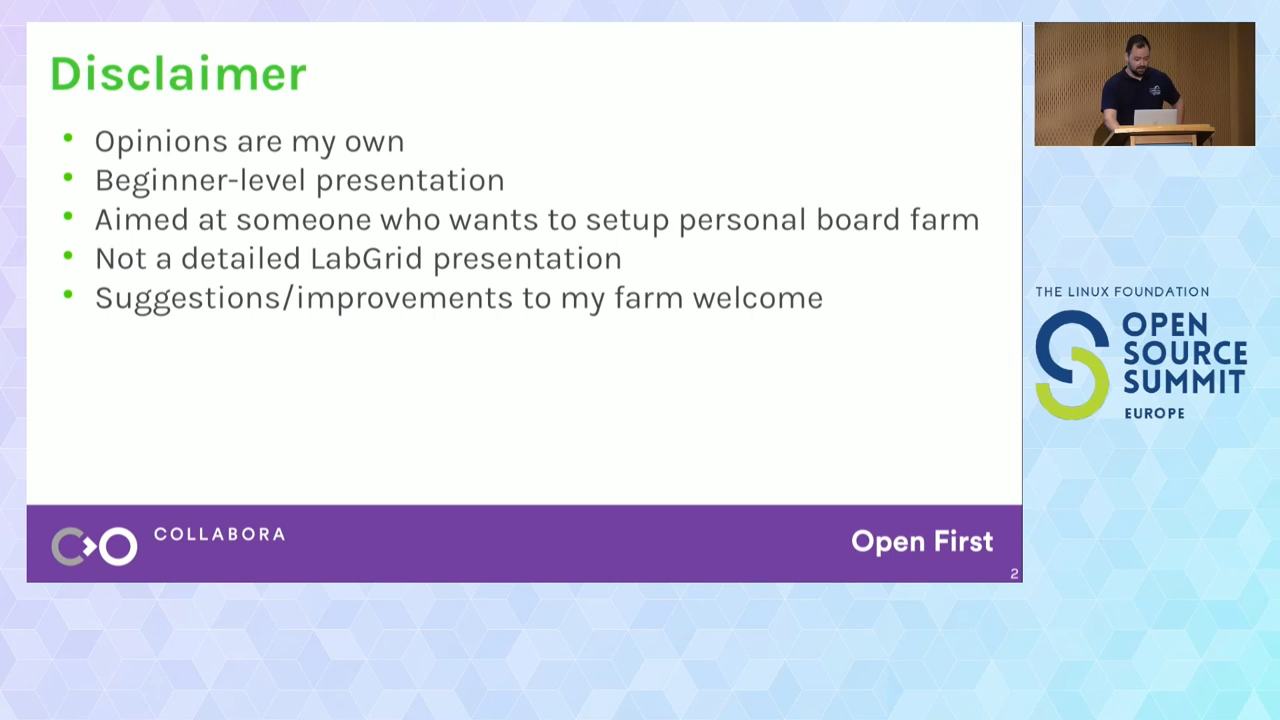 Disclaimer
Opinions are my own
Beginner-level presentation
Aimed at someone who wants to setup personal board farm
Not a detailed LabGrid presentation
Suggestions/improvements to my farm welcome
COLLABORA
Open First
2
THE LINUX FOUNDATION
OPEN
SOURCE
SUMMIT
EUROPE